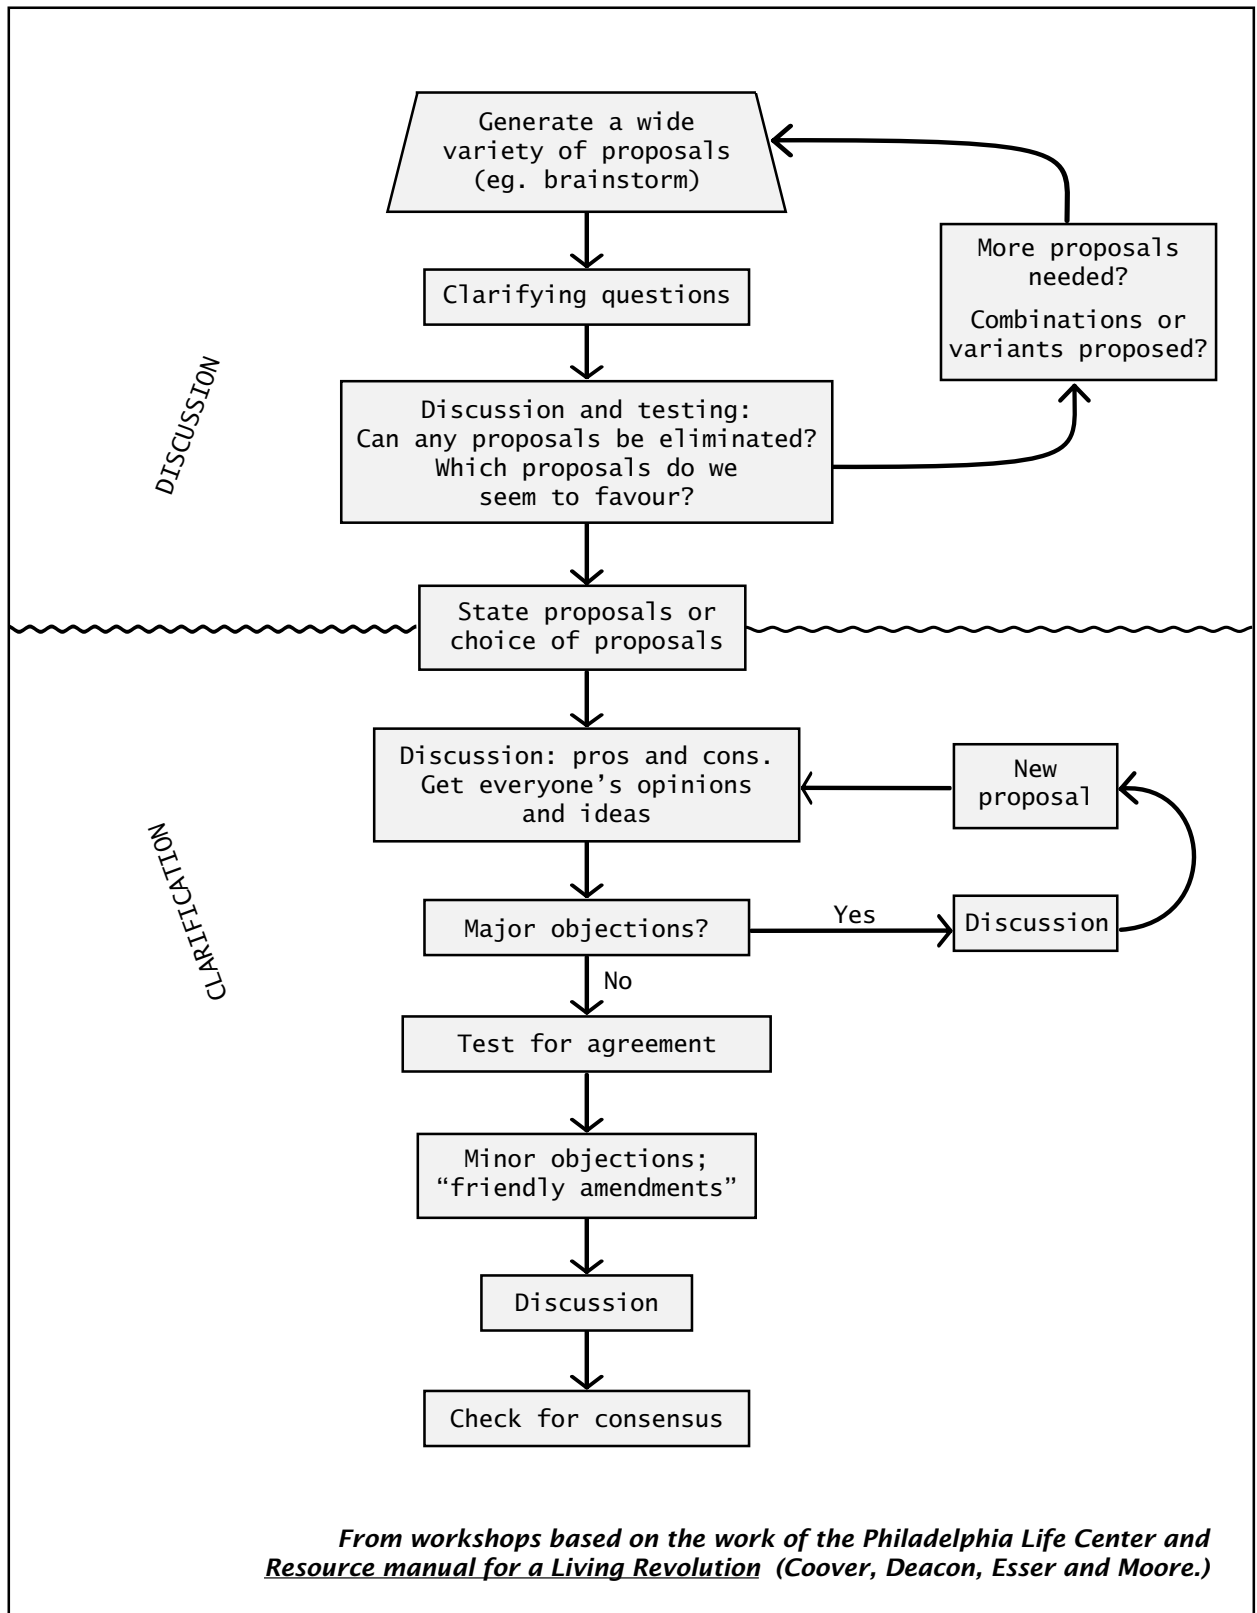 Generate a wide
variety of proposals
(eg. brainstorm)
More proposals
needed?
Combinations or
variants proposed?
Clarifying questions
DISCUSSION
Discussion and testing:
Can any proposals be eliminated?
Which proposals do we
seem to favour?
State proposals or
choice of proposals
Discussion: pros and cons.
Get everyone’s opinions
and ideas
New
proposal
CLARIFICATION
Major objections?
Yes
Discussion
No
Test for agreement
Minor objections;
“friendly amendments”
Discussion
Check for consensus
From workshops based on the work of the Philadelphia Life Center and
Resource manual for a Living Revolution (Coover, Deacon, Esser and Moore.)